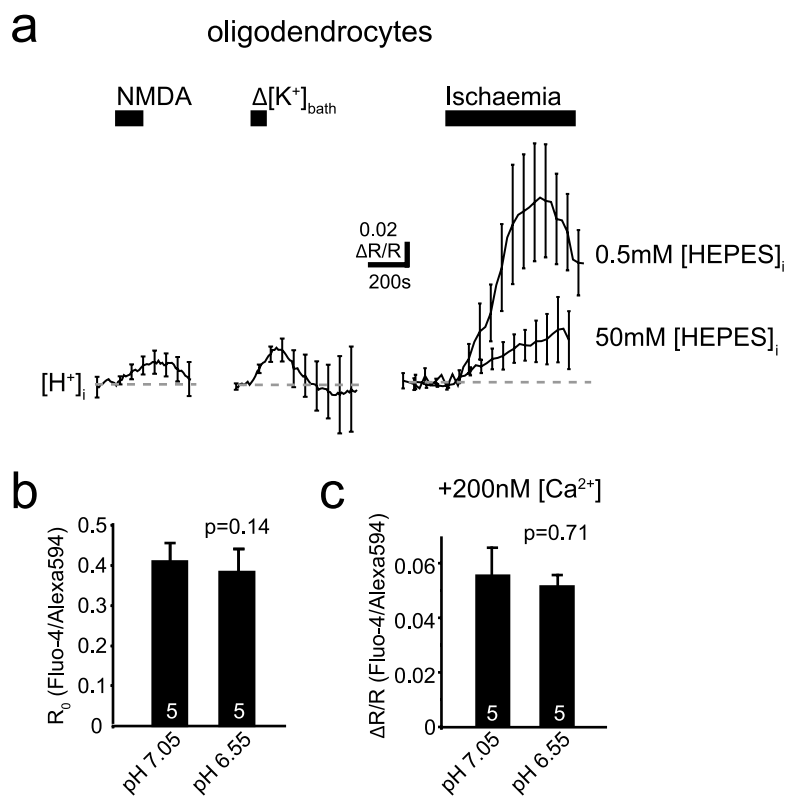 a
oligodendrocytes
NMDA
Δ[K⁺]bath
Ischaemia
0.02
ΔR/R
200s
0.5mM [HEPES]i
50mM [HEPES]i
[H⁺]i
b
R₀ (Fluo-4/Alexa594)
0.5
0.4
0.3
0.2
0.1
0
p=0.14
5
5
pH 7.05
pH 6.55
c
+200nM [Ca²⁺]
ΔR/R (Fluo-4/Alexa594)
0.06
0.04
0.02
0
p=0.71
5
5
pH 7.05
pH 6.55